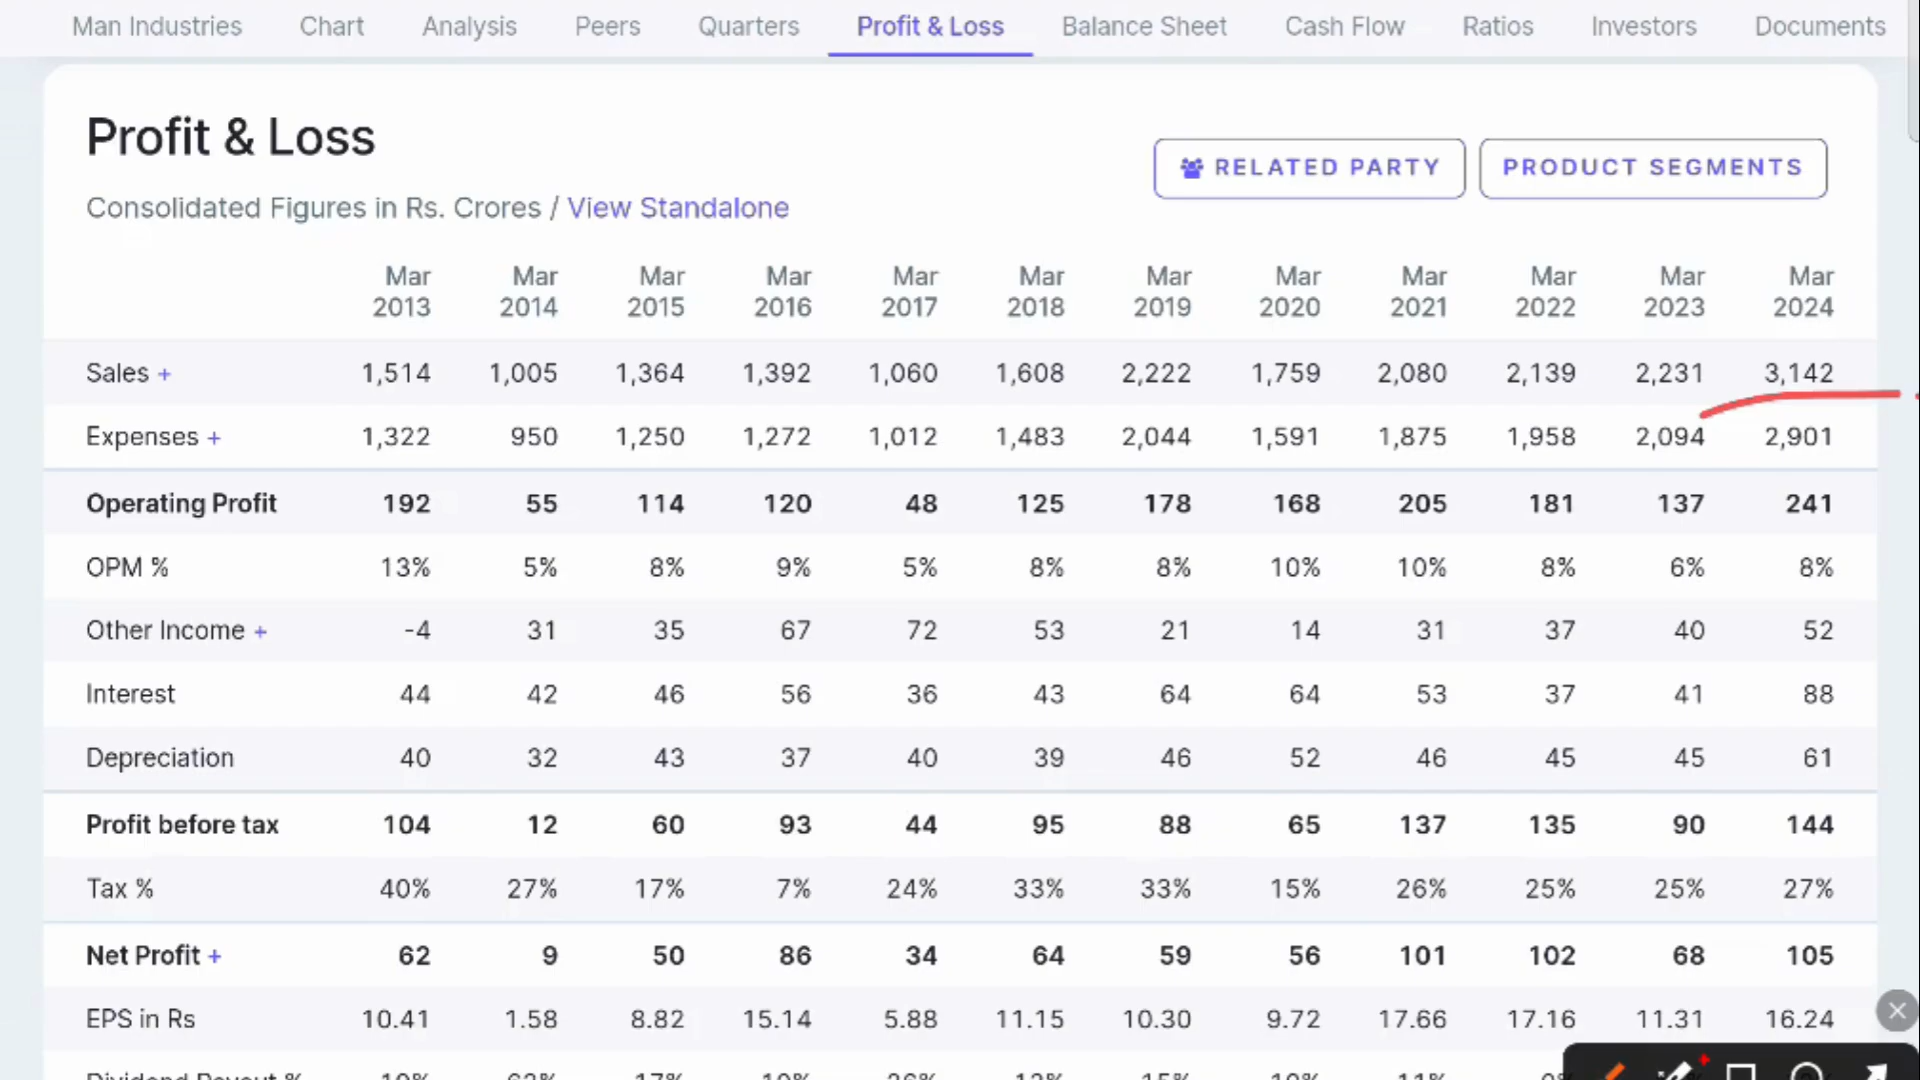 Man Industries Chart Analysis Peers Quarters Profit & Loss Balance Sheet Cash Flow Ratios Investors Documents
Profit & Loss
RELATED PARTY PRODUCT SEGMENTS
Consolidated Figures in Rs. Crores / View Standalone
Mar Mar Mar Mar Mar Mar Mar Mar Mar Mar Mar Mar
2013 2014 2015 2016 2017 2018 2019 2020 2021 2022 2023 2024
Sales + 1,514 1,005 1,364 1,392 1,060 1,608 2,222 1,759 2,080 2,139 2,231 3,142
Expenses + 1,322 950 1,250 1,272 1,012 1,483 2,044 1,591 1,875 1,958 2,094 2,901
Operating Profit 192 55 114 120 48 125 178 168 205 181 137 241
OPM % 13% 5% 8% 9% 5% 8% 8% 10% 10% 8% 6% 8%
Other Income + -4 31 35 67 72 53 21 14 31 37 40 52
Interest 44 42 46 56 36 43 64 64 53 37 41 88
Depreciation 40 32 43 37 40 39 46 52 46 45 45 61
Profit before tax 104 12 60 93 44 95 88 65 137 135 90 144
Tax % 40% 27% 17% 7% 24% 33% 33% 15% 26% 25% 25% 27%
Net Profit + 62 9 50 86 34 64 59 56 101 102 68 105
EPS in Rs 10.41 1.58 8.82 15.14 5.88 11.15 10.30 9.72 17.66 17.16 11.31 16.24
Dividend Payout %